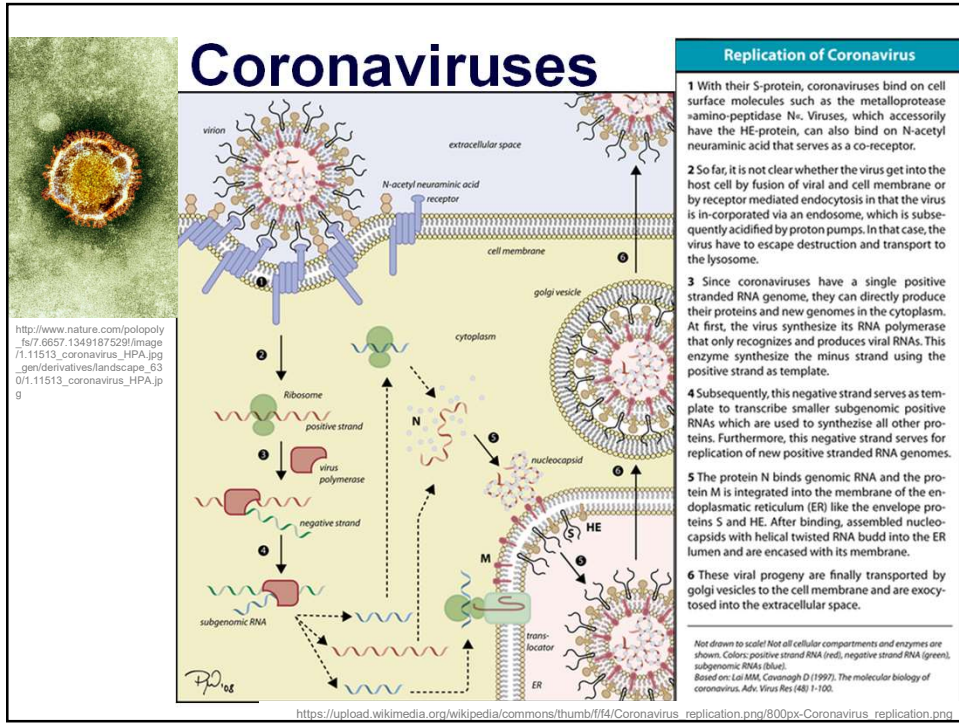 Coronaviruses
http://www.nature.com/polopoly
_fs/7.6657.1349187529!/image
/1.11513_coronavirus_HPA.jpg
_gen/derivatives/landscape_63
0/1.11513_coronavirus_HPA.jp
g
virion
extracellular space
N-acetyl neuraminic acid
receptor
cell membrane
6
1
golgi vesicle
cytoplasm
2
Ribosome
positive strand
N
5
nucleocapsid
3
virus
polymerase
6
negative strand
S
HE
4
M
5
subgenomic RNA
trans-
locator
ER
'08
Replication of Coronavirus
1 With their S-protein, coronaviruses bind on cell
surface molecules such as the metalloprotease
»amino-peptidase N«. Viruses, which accessorily
have the HE-protein, can also bind on N-acetyl
neuraminic acid that serves as a co-receptor.
2 So far, it is not clear whether the virus get into the
host cell by fusion of viral and cell membrane or
by receptor mediated endocytosis in that the virus
is in-corporated via an endosome, which is subse-
quently acidified by proton pumps. In that case, the
virus have to escape destruction and transport to
the lysosome.
3 Since coronaviruses have a single positive
stranded RNA genome, they can directly produce
their proteins and new genomes in the cytoplasm.
At first, the virus synthesize its RNA polymerase
that only recognizes and produces viral RNAs. This
enzyme synthesize the minus strand using the
positive strand as template.
4 Subsequently, this negative strand serves as tem-
plate to transcribe smaller subgenomic positive
RNAs which are used to synthezise all other pro-
teins. Furthermore, this negative strand serves for
replication of new positive stranded RNA genomes.
5 The protein N binds genomic RNA and the pro-
tein M is integrated into the membrane of the en-
doplasmatic reticulum (ER) like the envelope pro-
teins S and HE. After binding, assembled nucleo-
capsids with helical twisted RNA budd into the ER
lumen and are encased with its membrane.
6 These viral progeny are finally transported by
golgi vesicles to the cell membrane and are exocy-
tosed into the extracellular space.
Not drawn to scale! Not all cellular compartments and enzymes are
shown. Colors: positive strand RNA (red), negative strand RNA (green),
subgenomic RNAs (blue).
Based on: Lai MM, Cavanagh D (1997). The molecular biology of
coronavirus. Adv. Virus Res (48) 1-100.
https://upload.wikimedia.org/wikipedia/commons/thumb/f/f4/Coronavirus_replication.png/800px-Coronavirus_replication.png